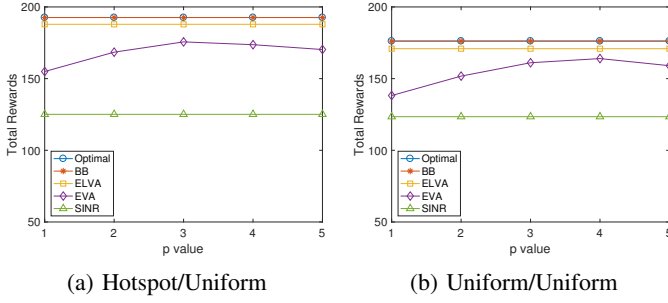 200
150
100
50
Total Rewards
Optimal
BB
ELVA
EVA
SINR
1 2 3 4 5
p value
(a) Hotspot/Uniform
200
150
100
50
Total Rewards
Optimal
BB
ELVA
EVA
SINR
1 2 3 4 5
p value
(b) Uniform/Uniform